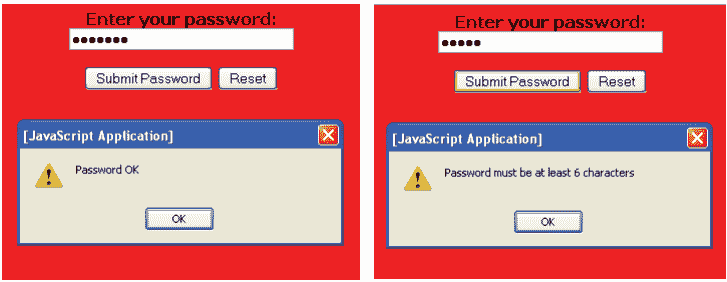 Enter your password:
Submit Password Reset
[JavaScript Application]
Password OK
OK
Enter your password:
Submit Password Reset
[JavaScript Application]
Password must be at least 6 characters
OK